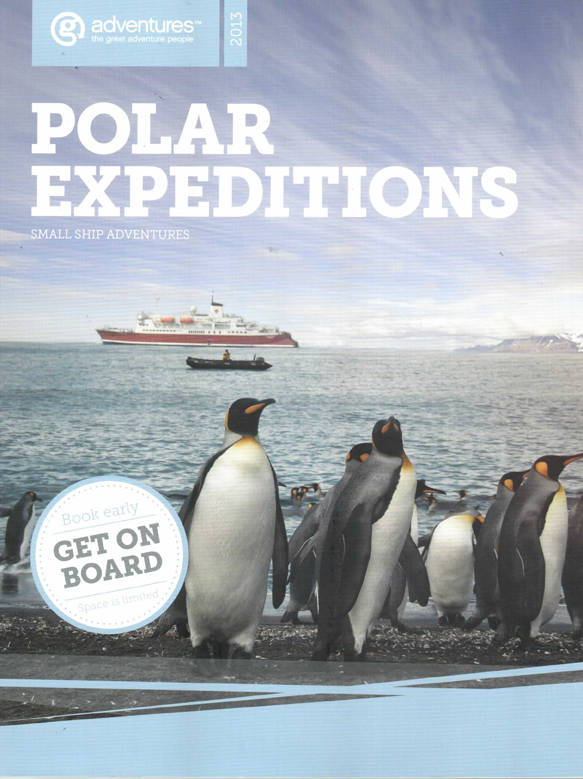 adventures™
the great adventure people
2013
POLAR
EXPEDITIONS
SMALL SHIP ADVENTURES
Book early
GET ON
BOARD
Space is limited